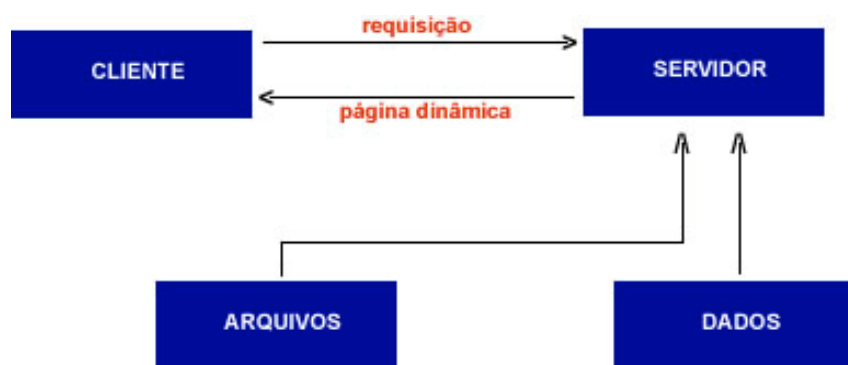 requisição
CLIENTE
SERVIDOR
página dinâmica
ARQUIVOS
DADOS